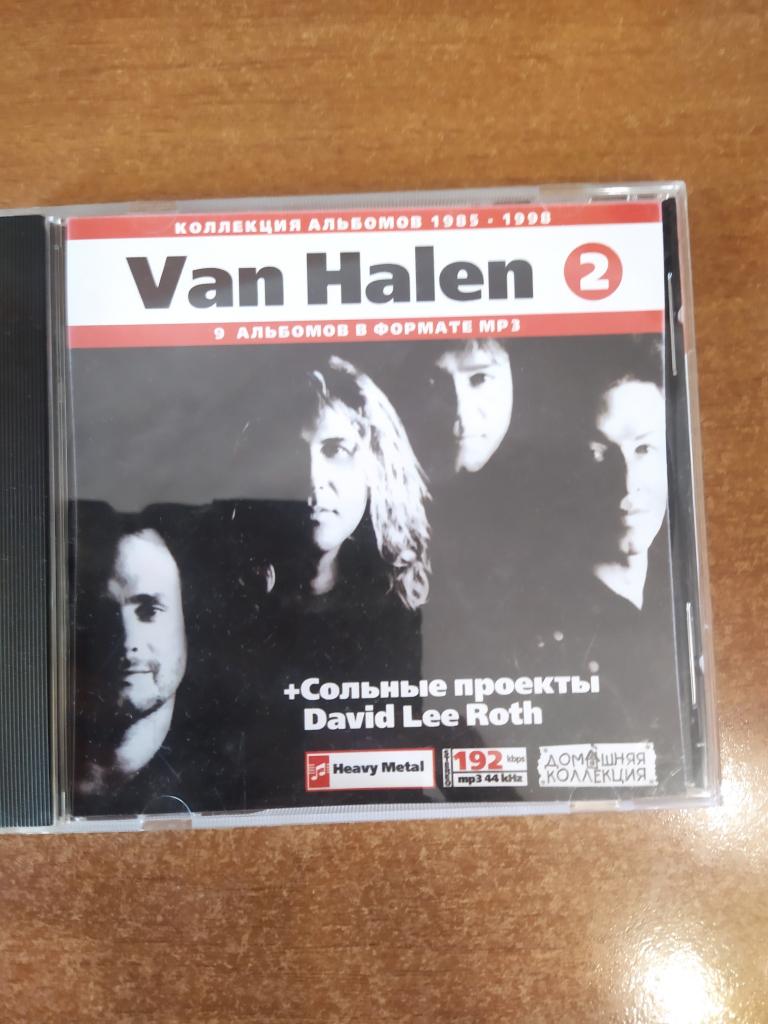 КОЛЛЕКЦИЯ АЛЬБОМОВ 1985 - 1998
Van Halen 2
9 АЛЬБОМОВ В ФОРМАТЕ MP3
+Сольные проекты
David Lee Roth
Heavy Metal
STEREO
192 kbps
mp3 44 kHz
ДОМАШНЯЯ
КОЛЛЕКЦИЯ